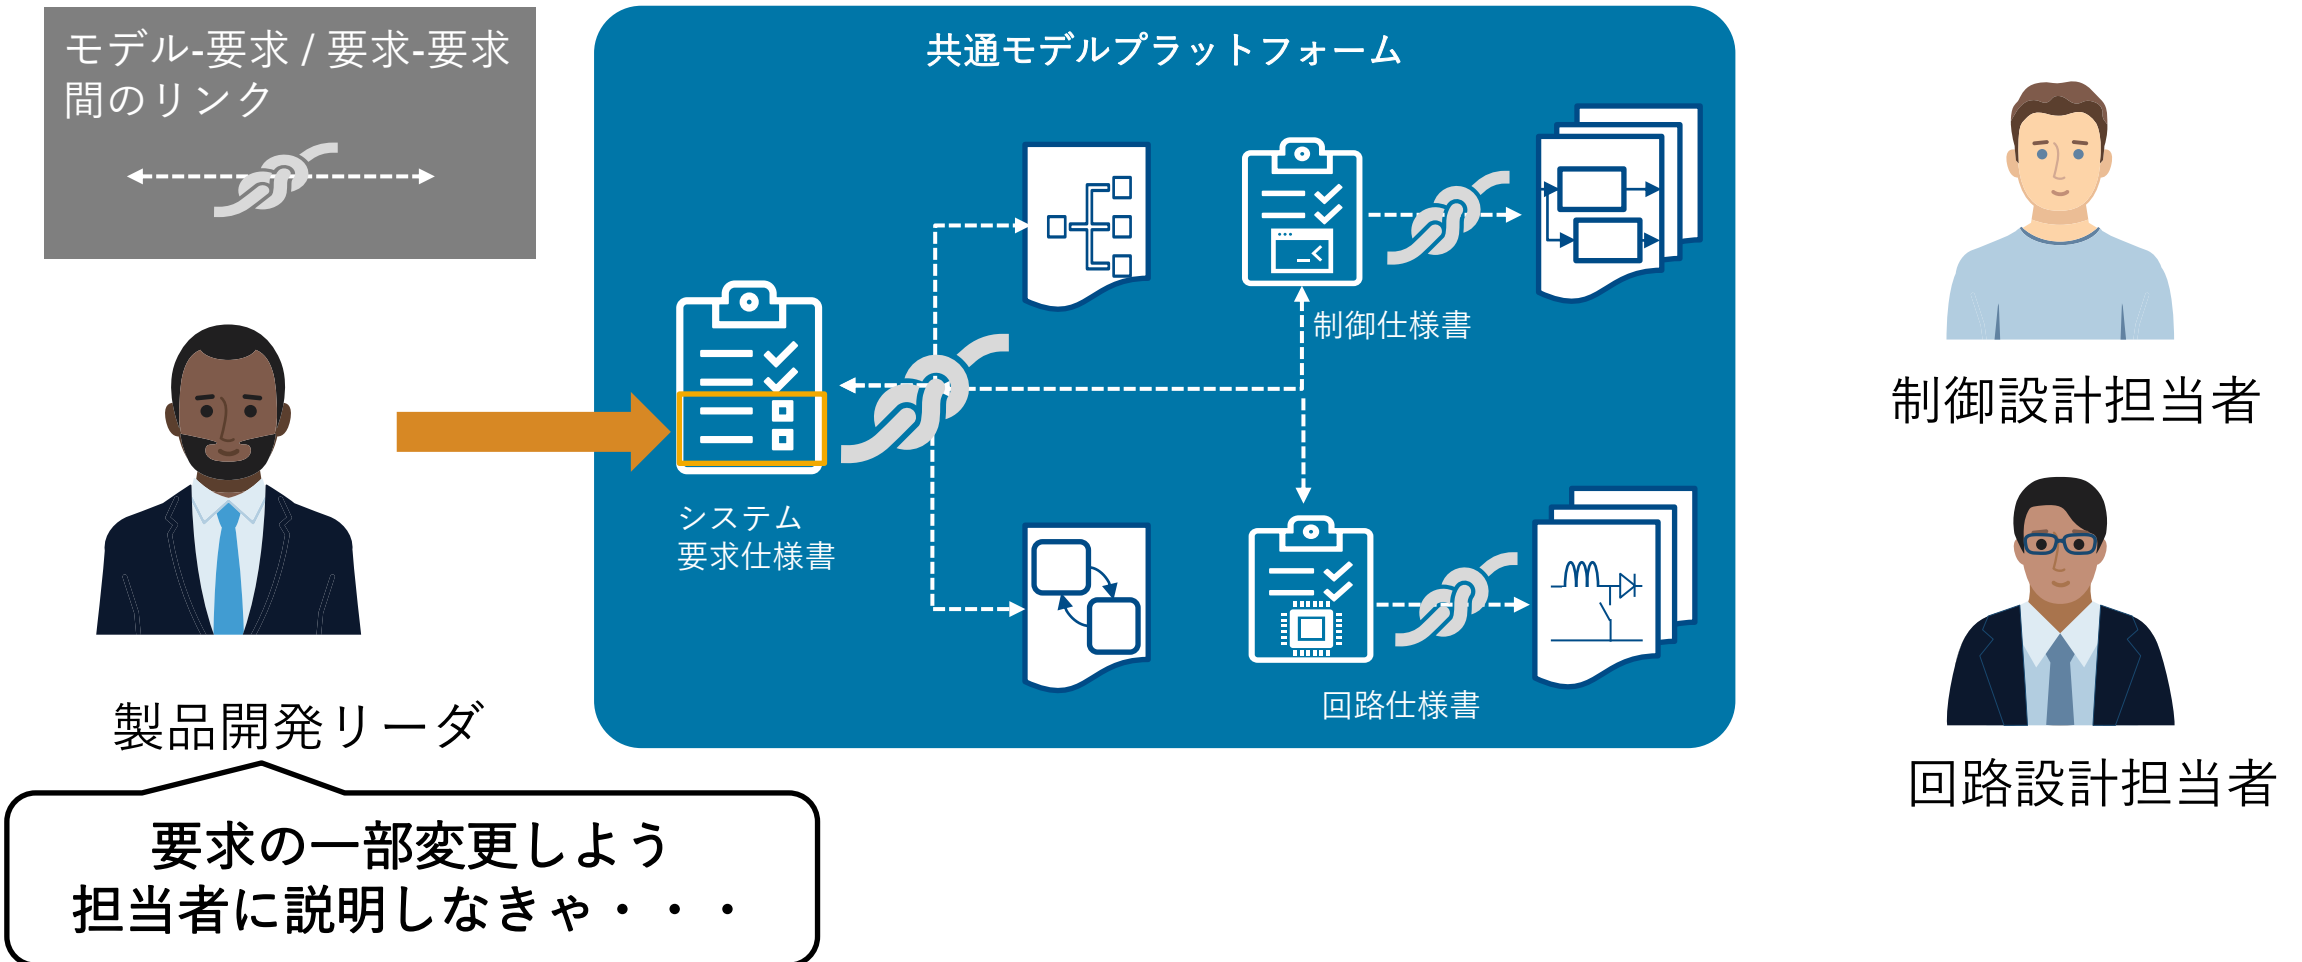 モデル-要求 / 要求-要求
間のリンク
共通モデルプラットフォーム
制御仕様書
システム
要求仕様書
回路仕様書
制御設計担当者
回路設計担当者
製品開発リーダ
要求の一部変更しよう
担当者に説明しなきゃ・・・